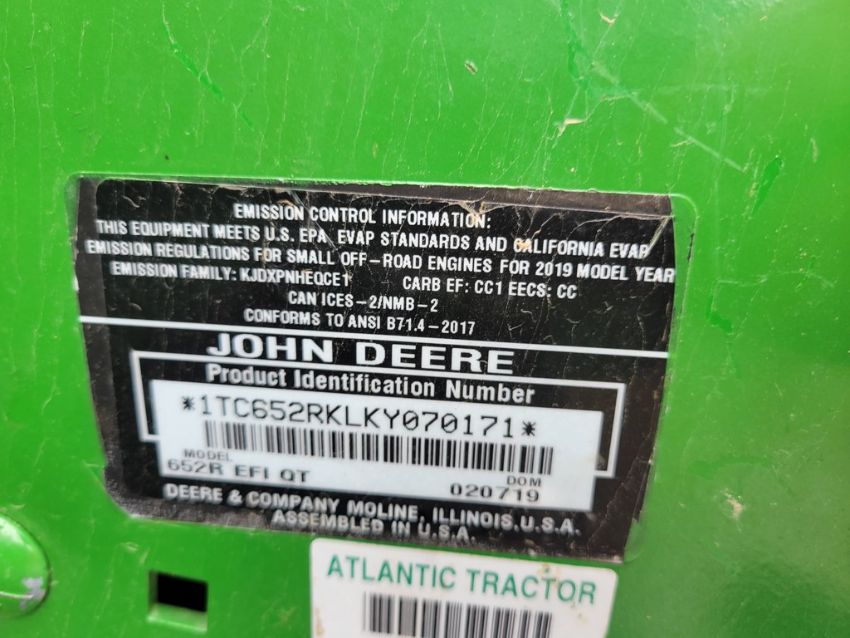 EMISSION CONTROL INFORMATION:
THIS EQUIPMENT MEETS U.S. EPA EVAP STANDARDS AND CALIFORNIA EVAP
EMISSION REGULATIONS FOR SMALL OFF-ROAD ENGINES FOR 2019 MODEL YEAR
EMISSION FAMILY: KJDXPNHEQCE1 CARB EF: CC1 EECS: CC
CAN ICES-2/NMB-2
CONFORMS TO ANSI B71.4-2017
JOHN DEERE
Product Identification Number
*1TC652RKLKY070171*
MODEL DOM
652R EFI QT 020719
DEERE & COMPANY MOLINE, ILLINOIS, U.S.A.
ASSEMBLED IN U.S.A.
ATLANTIC TRACTOR